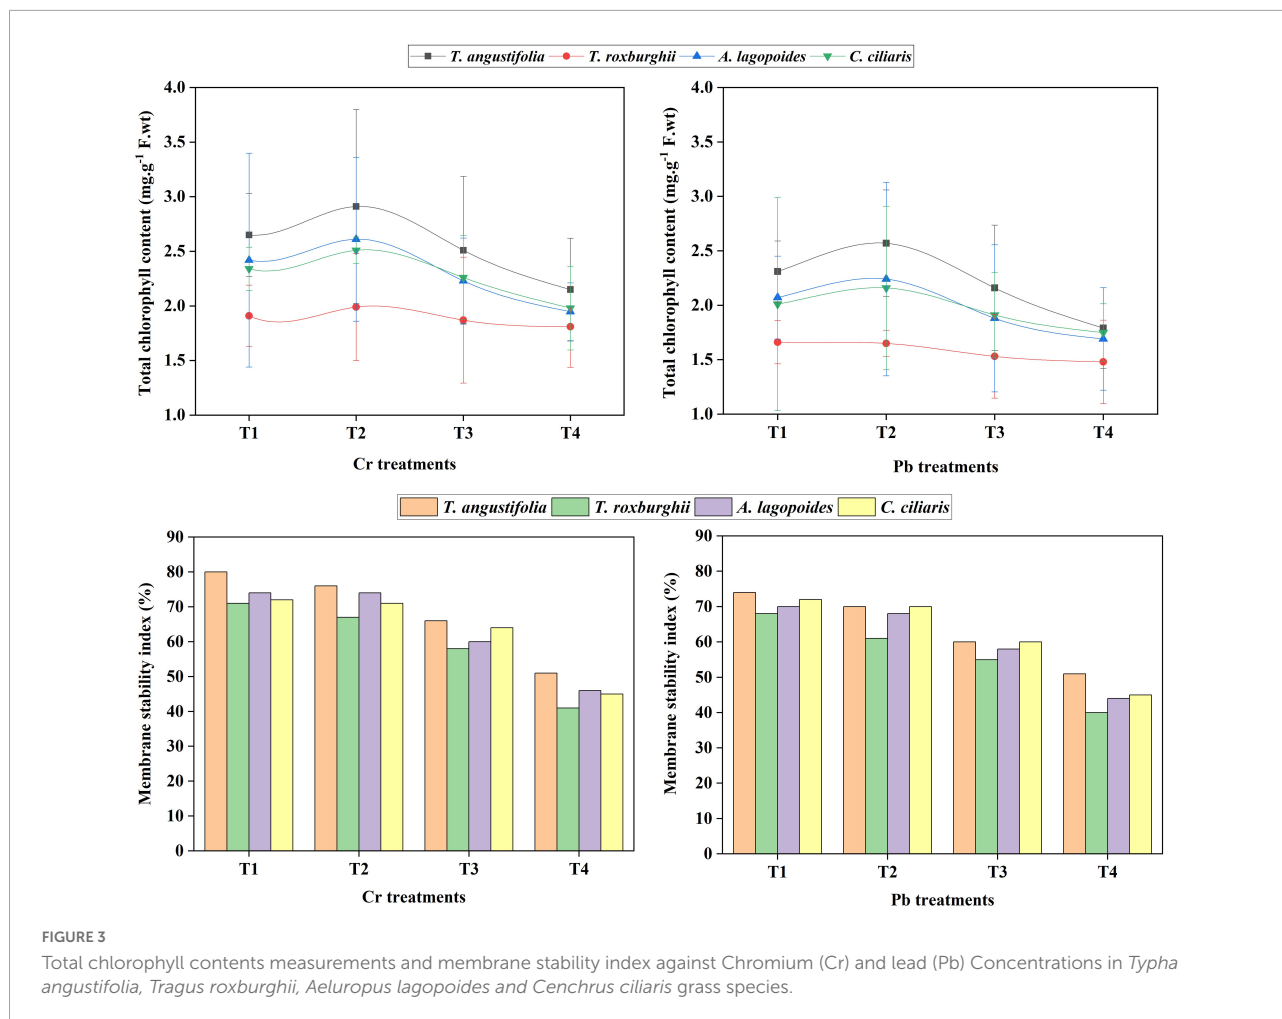 T. angustifolia T. roxburghii A. lagopoides C. ciliaris
Total chlorophyll content (mg.g⁻¹ F.wt)
4.0
3.5
3.0
2.5
2.0
1.5
1.0
T1 T2 T3 T4
Cr treatments
Total chlorophyll content (mg.g⁻¹ F.wt)
4.0
3.5
3.0
2.5
2.0
1.5
1.0
T1 T2 T3 T4
Pb treatments
T. angustifolia T. roxburghii A. lagopoides C. ciliaris
Membrane stability index (%)
90
80
70
60
50
40
30
20
10
0
T1 T2 T3 T4
Cr treatments
Membrane stability index (%)
90
80
70
60
50
40
30
20
10
0
T1 T2 T3 T4
Pb treatments
FIGURE 3
Total chlorophyll contents measurements and membrane stability index against Chromium (Cr) and lead (Pb) Concentrations in Typha
angustifolia, Tragus roxburghii, Aeluropus lagopoides and Cenchrus ciliaris grass species.